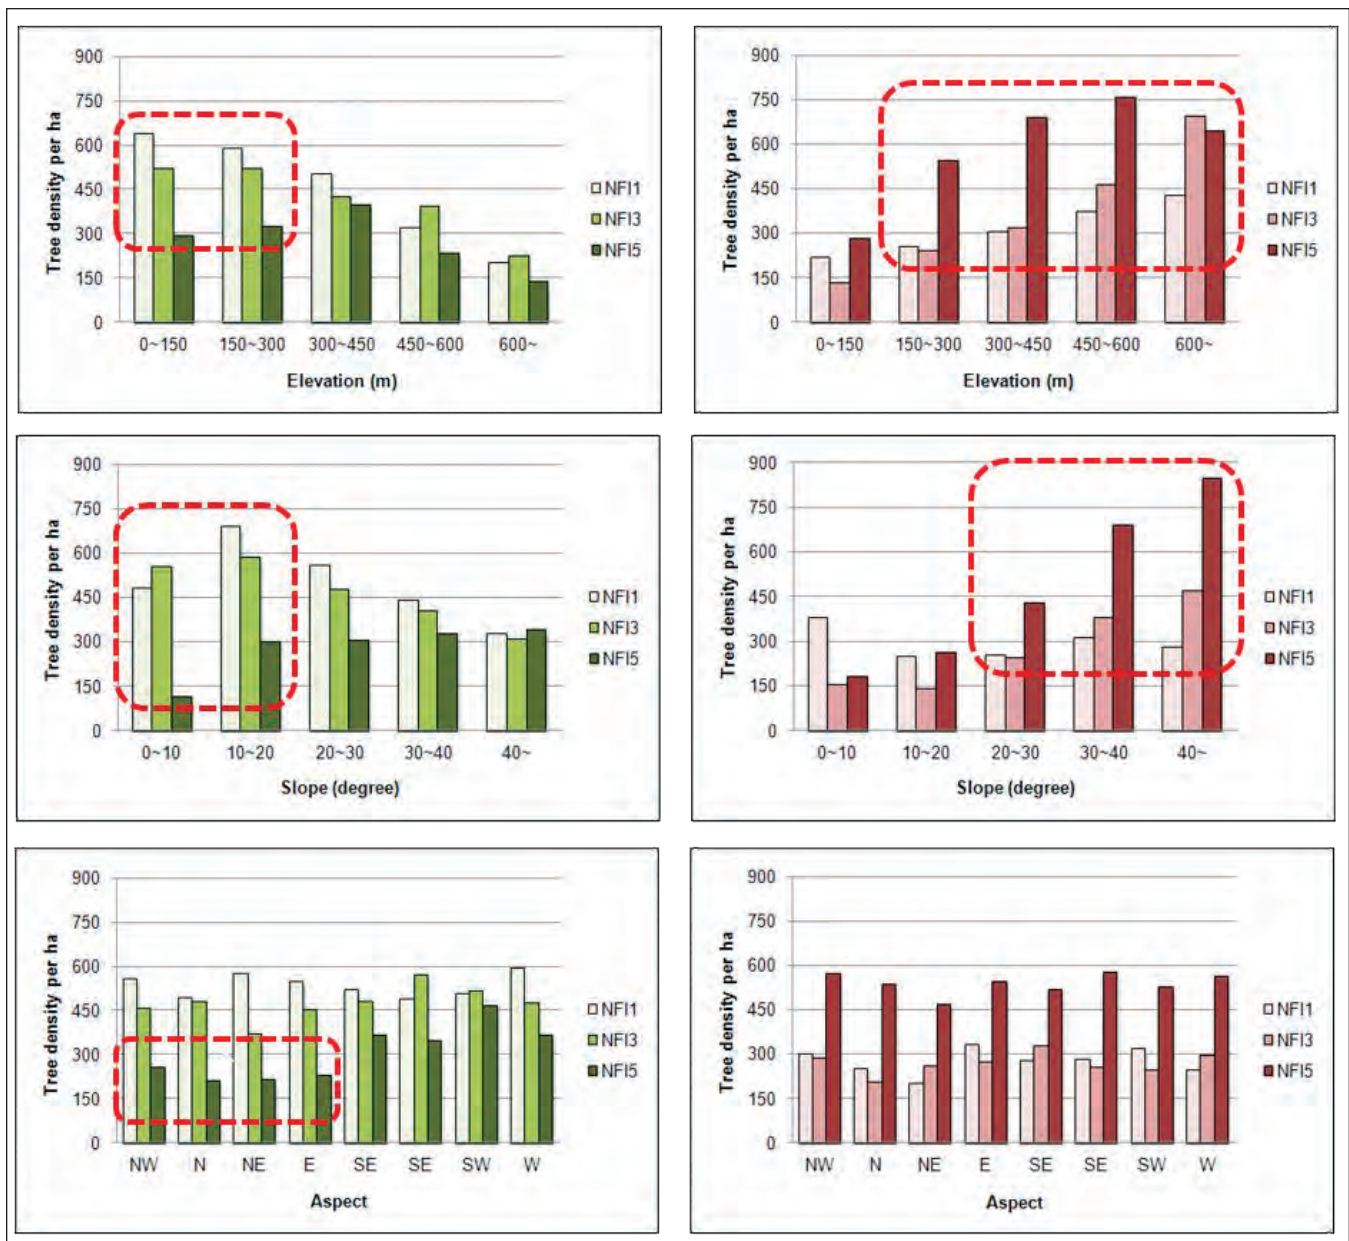 900
750
600
450
300
150
0
Tree density per ha
0~150 150~300 300~450 450~600 600~
Elevation (m)
NFI1
NFI3
NFI5
900
750
600
450
300
150
0
Tree density per ha
0~150 150~300 300~450 450~600 600~
Elevation (m)
NFI1
NFI3
NFI5
900
750
600
450
300
150
0
Tree density per ha
0~10 10~20 20~30 30~40 40~
Slope (degree)
NFI1
NFI3
NFI5
900
750
600
450
300
150
0
Tree density per ha
0~10 10~20 20~30 30~40 40~
Slope (degree)
NFI1
NFI3
NFI5
900
750
600
450
300
150
0
Tree density per ha
NW N NE E SE SE SW W
Aspect
NFI1
NFI3
NFI5
900
750
600
450
300
150
0
Tree density per ha
NW N NE E SE SE SW W
Aspect
NFI1
NFI3
NFI5